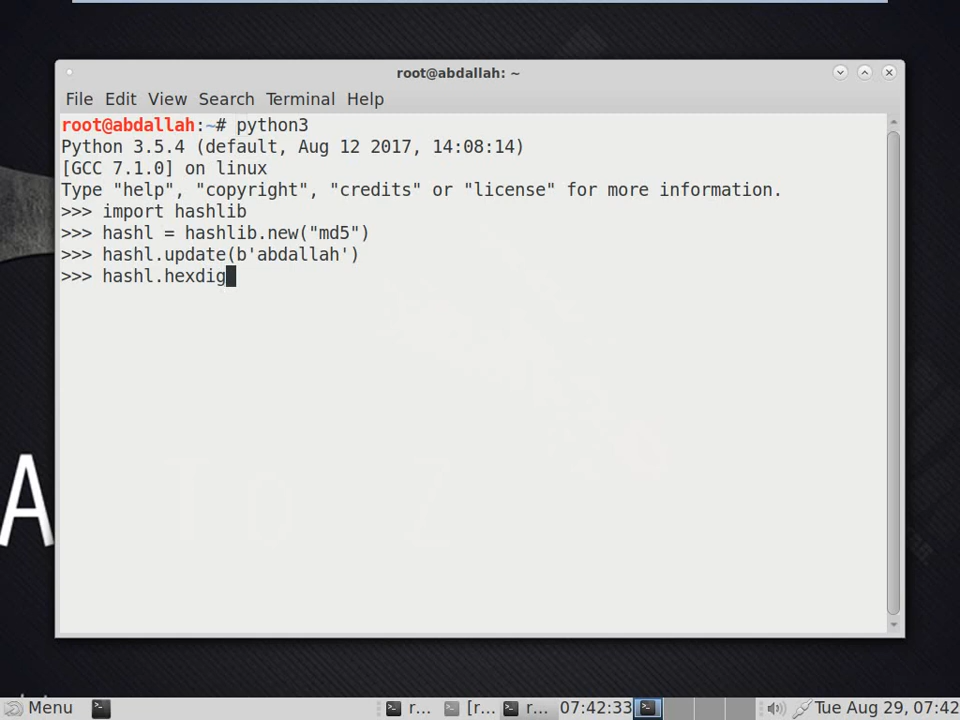 root@abdallah: ~
File Edit View Search Terminal Help
root@abdallah:~# python3
Python 3.5.4 (default, Aug 12 2017, 14:08:14)
[GCC 7.1.0] on linux
Type "help", "copyright", "credits" or "license" for more information.
>>> import hashlib
>>> hashl = hashlib.new("md5")
>>> hashl.update(b'abdallah')
>>> hashl.hexdig
A To Z
Menu r... [r... r... 07:42:33 Tue Aug 29, 07:42